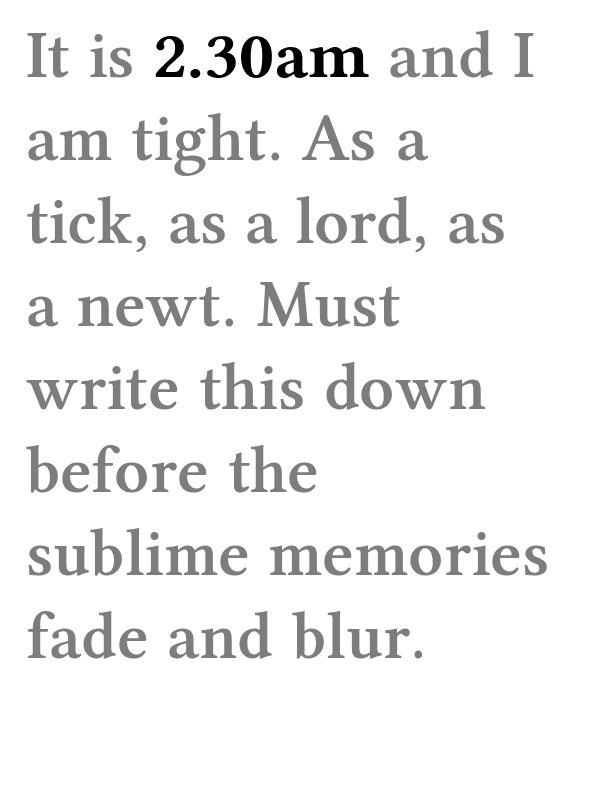 It is 2.30am and I
am tight. As a
tick, as a lord, as
a newt. Must
write this down
before the
sublime memories
fade and blur.